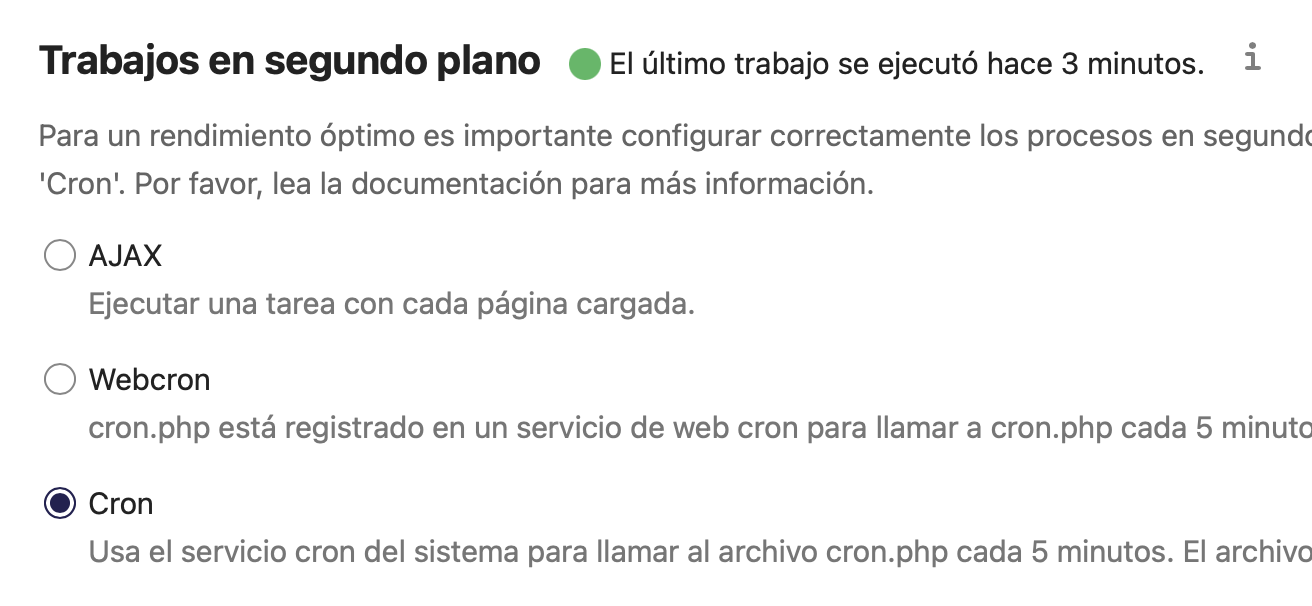 Trabajos en segundo plano El último trabajo se ejecutó hace 3 minutos. i
Para un rendimiento óptimo es importante configurar correctamente los procesos en segundo
'Cron'. Por favor, lea la documentación para más información.
AJAX
Ejecutar una tarea con cada página cargada.
Webcron
cron.php está registrado en un servicio de web cron para llamar a cron.php cada 5 minuto
Cron
Usa el servicio cron del sistema para llamar al archivo cron.php cada 5 minutos. El archivo